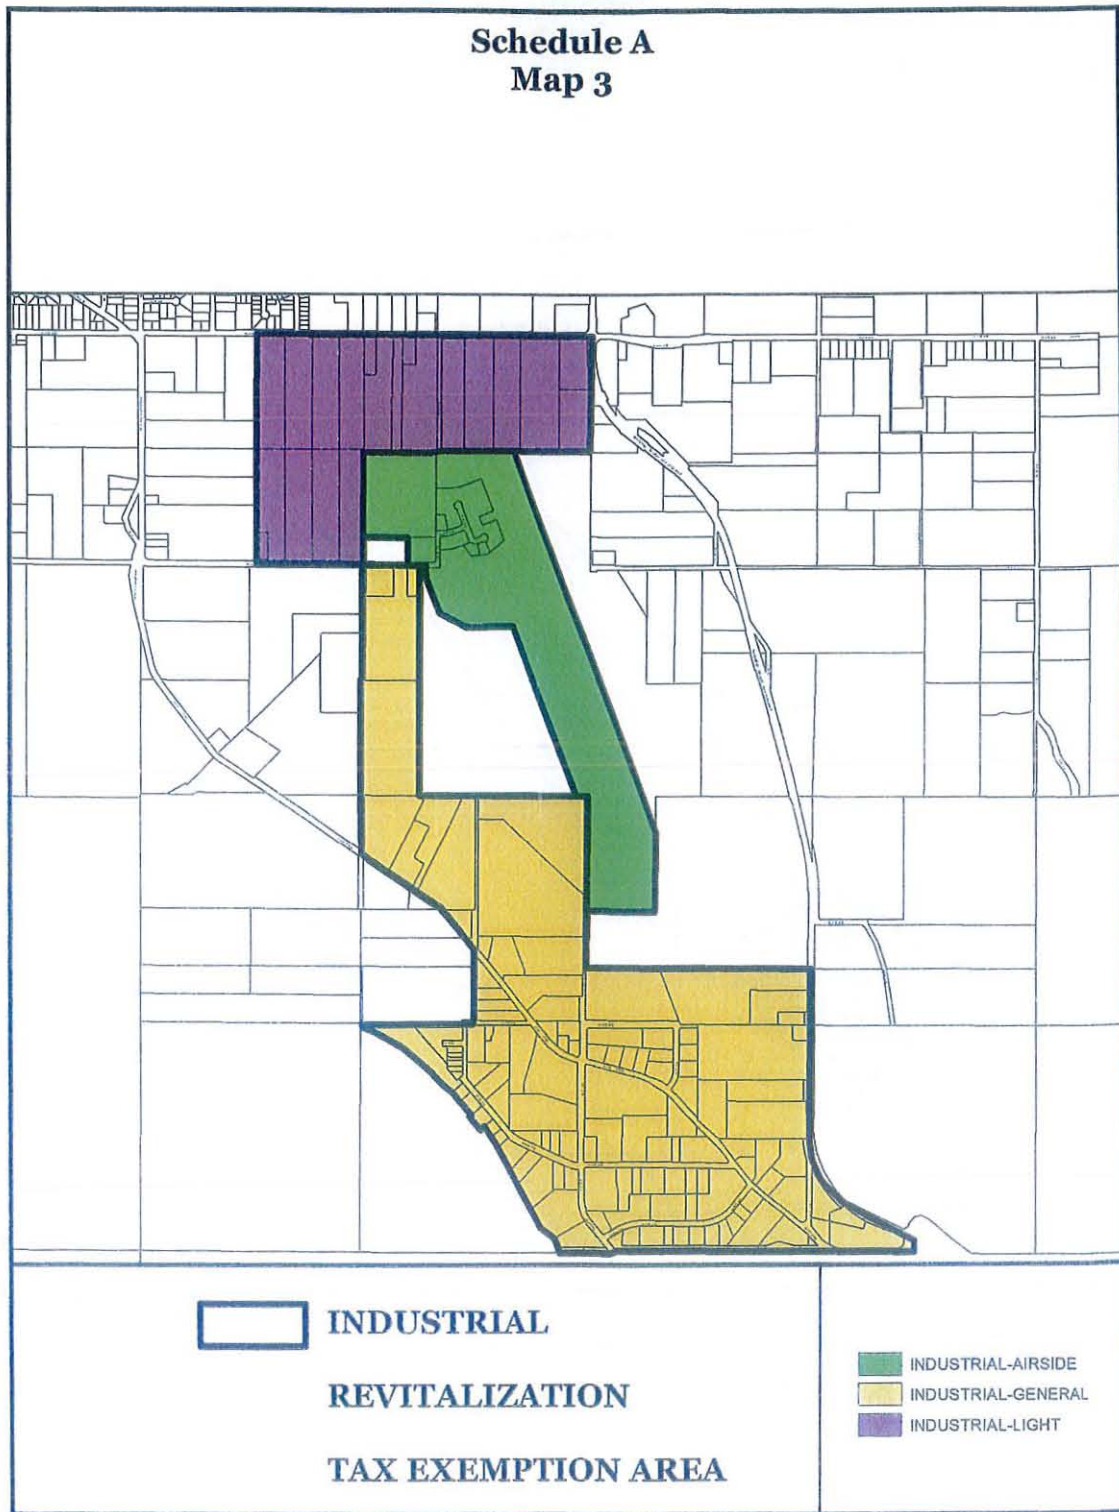 Schedule A
Map 3
INDUSTRIAL
REVITALIZATION
TAX EXEMPTION AREA
INDUSTRIAL-AIRSIDE
INDUSTRIAL-GENERAL
INDUSTRIAL-LIGHT